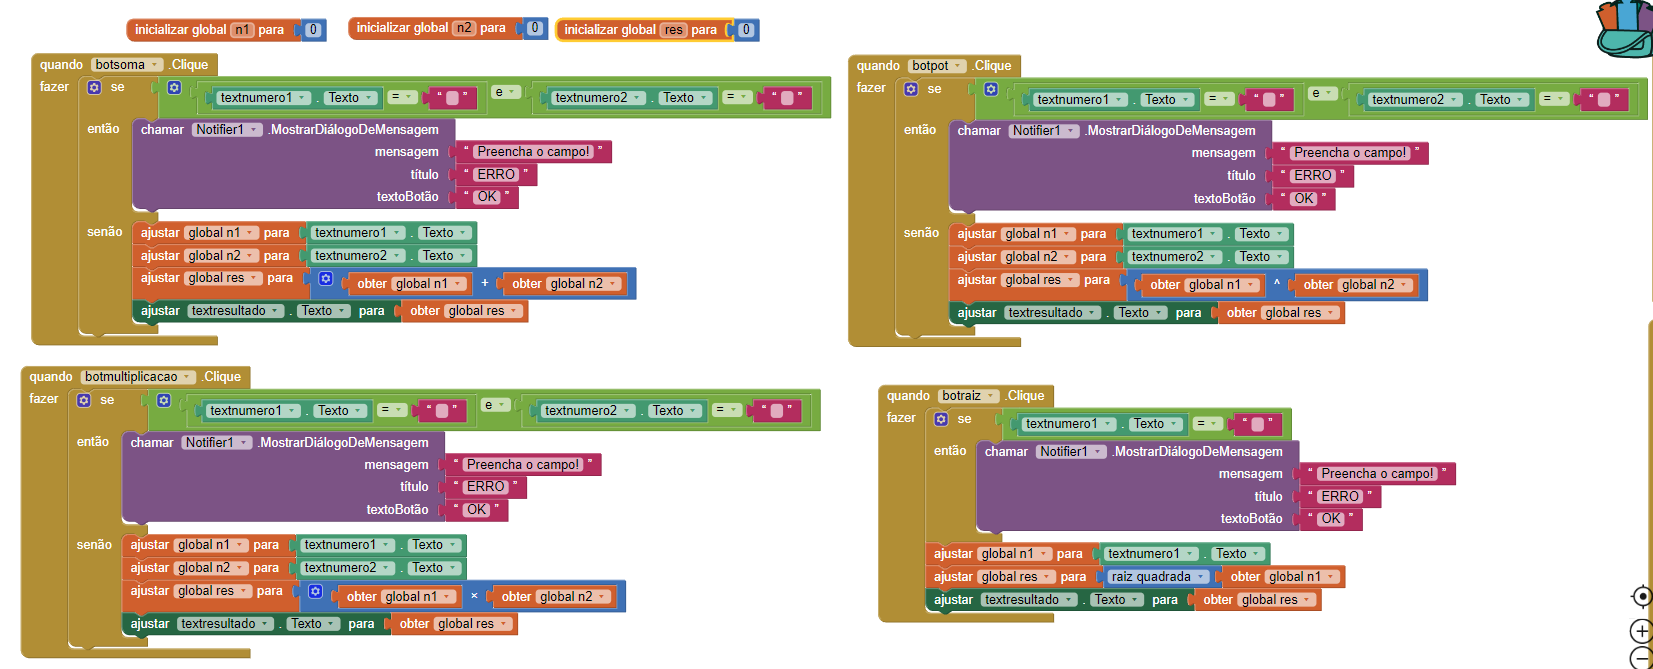 inicializar global n1 para 0
inicializar global n2 para 0
inicializar global res para 0
quando botsoma .Clique
fazer se textnumero1 . Texto = " " e textnumero2 . Texto = " "
então chamar Notifier1 .MostrarDiálogoDeMensagem
mensagem " Preencha o campo! "
título " ERRO "
textoBotão " OK "
senão ajustar global n1 para textnumero1 . Texto
ajustar global n2 para textnumero2 . Texto
ajustar global res para obter global n1 + obter global n2
ajustar textresultado . Texto para obter global res
quando botpot .Clique
fazer se textnumero1 . Texto = " " e textnumero2 . Texto = " "
então chamar Notifier1 .MostrarDiálogoDeMensagem
mensagem " Preencha o campo! "
título " ERRO "
textoBotão " OK "
senão ajustar global n1 para textnumero1 . Texto
ajustar global n2 para textnumero2 . Texto
ajustar global res para obter global n1 ^ obter global n2
ajustar textresultado . Texto para obter global res
quando botmultiplicacao .Clique
fazer se textnumero1 . Texto = " " e textnumero2 . Texto = " "
então chamar Notifier1 .MostrarDiálogoDeMensagem
mensagem " Preencha o campo! "
título " ERRO "
textoBotão " OK "
senão ajustar global n1 para textnumero1 . Texto
ajustar global n2 para textnumero2 . Texto
ajustar global res para obter global n1 × obter global n2
ajustar textresultado . Texto para obter global res
quando botraiz .Clique
fazer se textnumero1 . Texto = " "
então chamar Notifier1 .MostrarDiálogoDeMensagem
mensagem " Preencha o campo! "
título " ERRO "
textoBotão " OK "
ajustar global n1 para textnumero1 . Texto
ajustar global res para raiz quadrada obter global n1
ajustar textresultado . Texto para obter global res